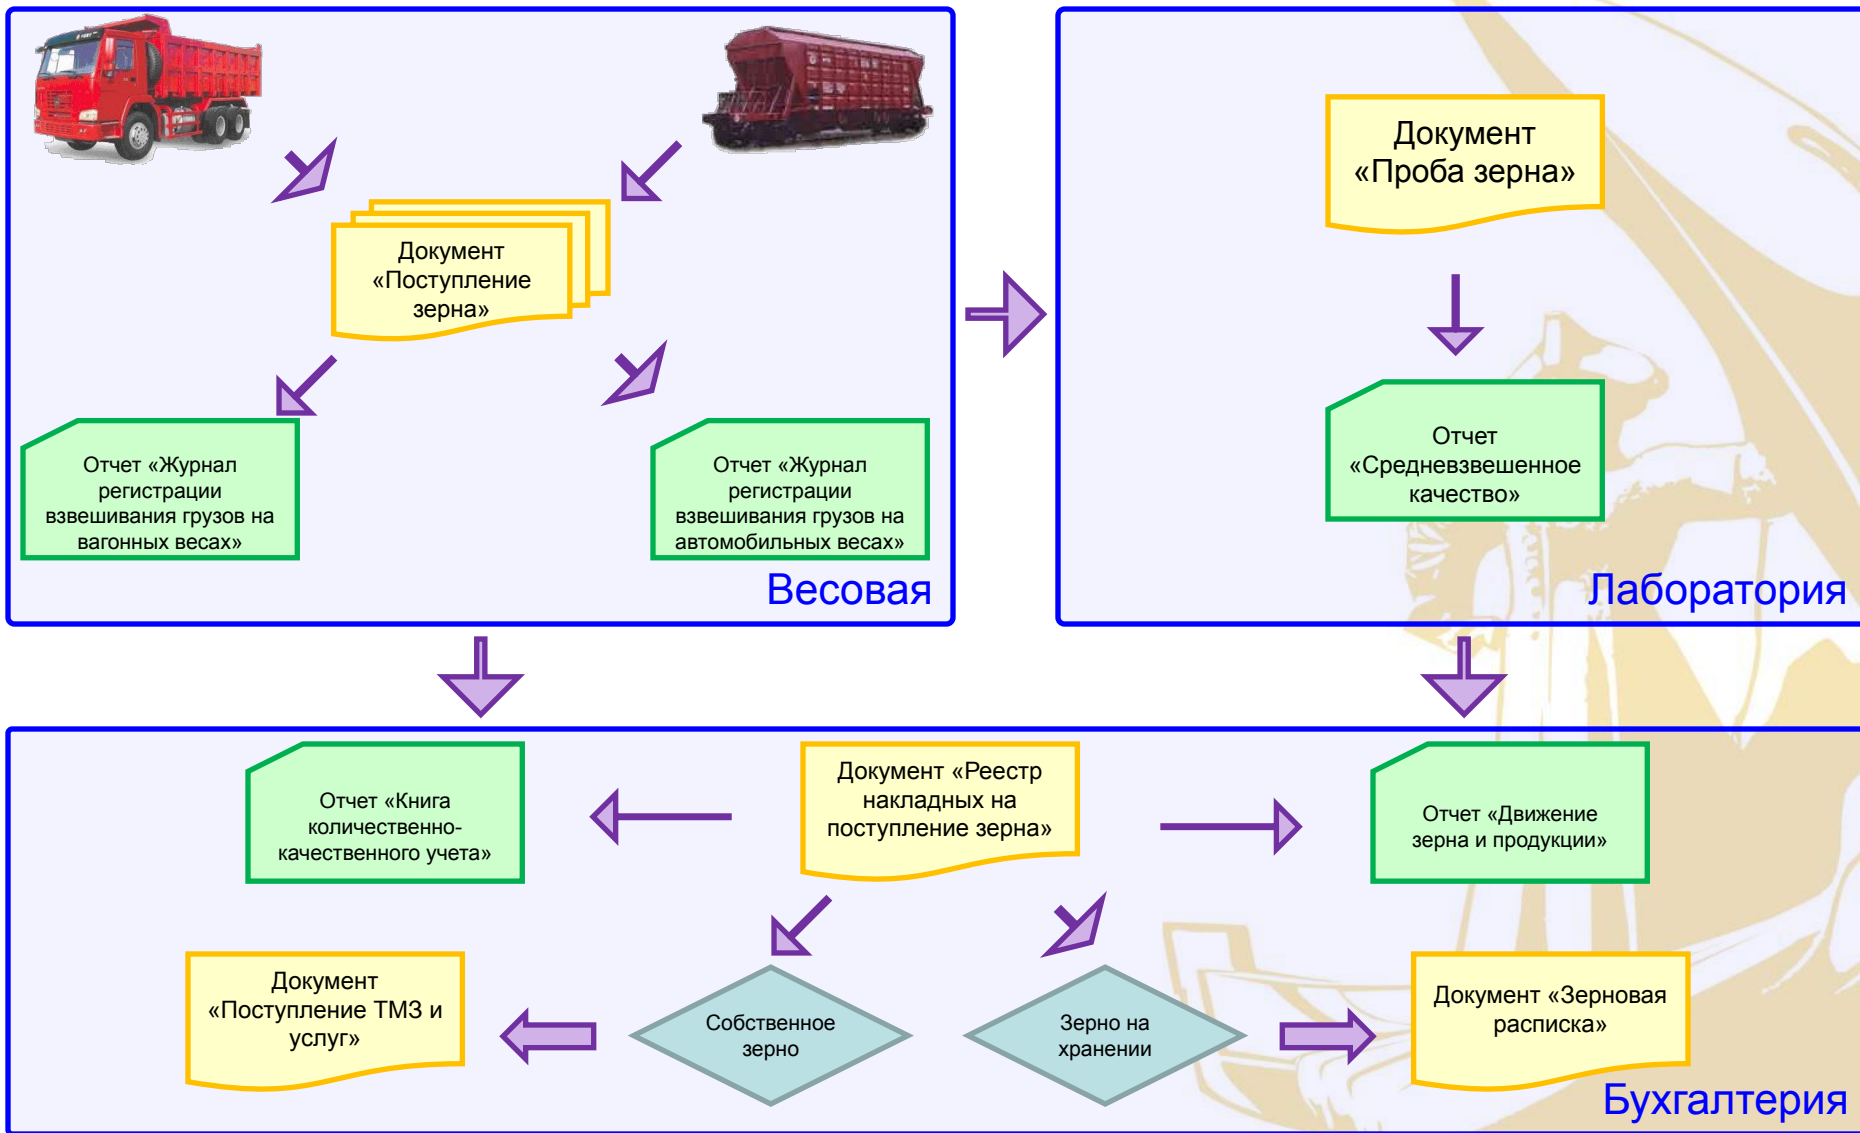 Документ
«Поступление
зерна»
Отчет «Журнал
регистрации
взвешивания грузов на
вагонных весах»
Отчет «Журнал
регистрации
взвешивания грузов на
автомобильных весах»
Весовая
Документ
«Проба зерна»
Отчет
«Средневзвешенное
качество»
Лаборатория
Отчет «Книга
количественно-
качественного учета»
Документ «Реестр
накладных на
поступление зерна»
Отчет «Движение
зерна и продукции»
Документ
«Поступление ТМЗ и
услуг»
Собственное
зерно
Зерно на
хранении
Документ «Зерновая
расписка»
Бухгалтерия